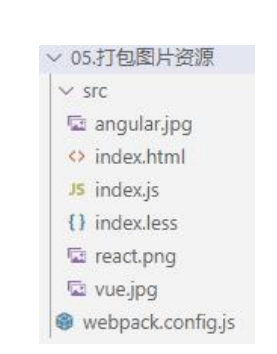 05.打包图片资源
src
angular.jpg
index.html
JS index.js
{} index.less
react.png
vue.jpg
webpack.config.js